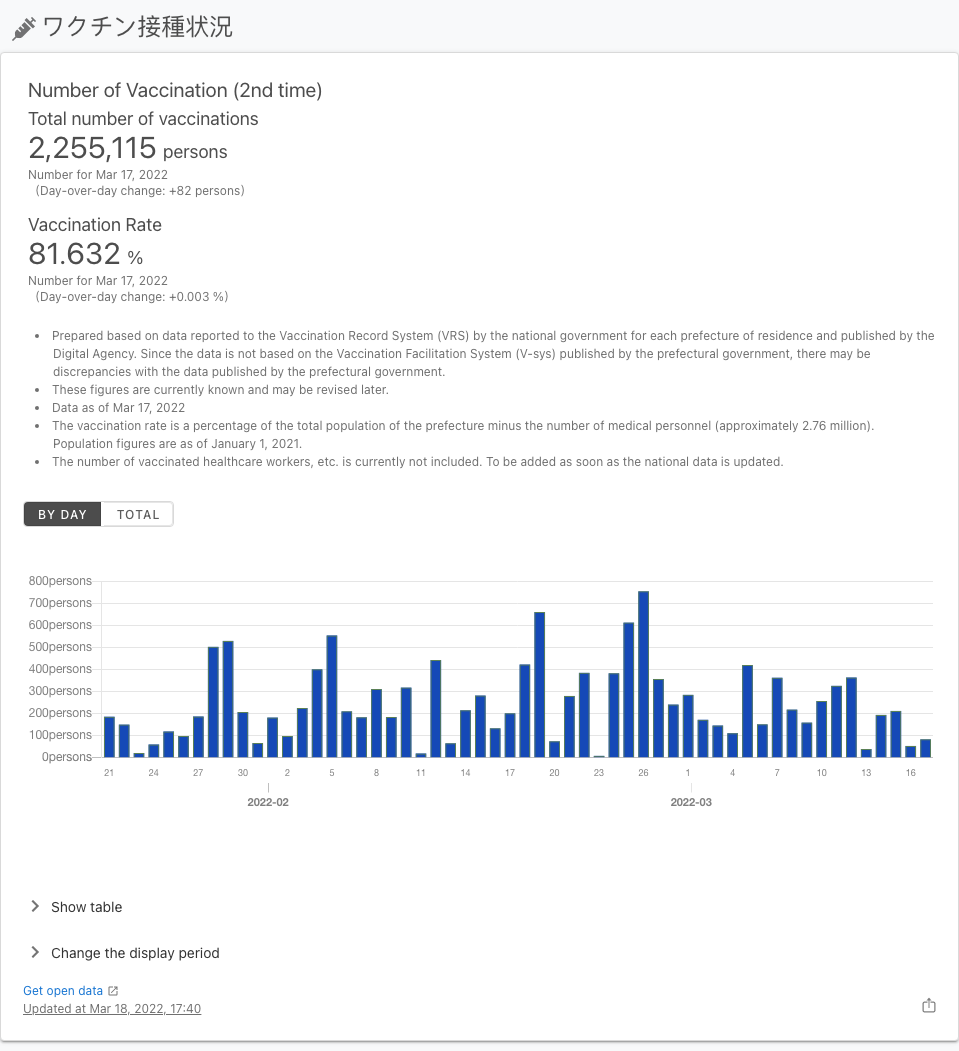 ワクチン接種状況
Number of Vaccination (2nd time)
Total number of vaccinations
2,255,115 persons
Number for Mar 17, 2022
(Day-over-day change: +82 persons)
Vaccination Rate
81.632 %
Number for Mar 17, 2022
(Day-over-day change: +0.003 %)
• Prepared based on data reported to the Vaccination Record System (VRS) by the national government for each prefecture of residence and published by the
Digital Agency. Since the data is not based on the Vaccination Facilitation System (V-sys) published by the prefectural government, there may be
discrepancies with the data published by the prefectural government.
• These figures are currently known and may be revised later.
• Data as of Mar 17, 2022
• The vaccination rate is a percentage of the total population of the prefecture minus the number of medical personnel (approximately 2.76 million).
Population figures are as of January 1, 2021.
• The number of vaccinated healthcare workers, etc. is currently not included. To be added as soon as the national data is updated.
BY DAY TOTAL
800persons
700persons
600persons
500persons
400persons
300persons
200persons
100persons
0persons
21 24 27 30 2 5 8 11 14 17 20 23 26 1 4 7 10 13 16
2022-02 2022-03
Show table
Change the display period
Get open data
Updated at Mar 18, 2022, 17:40